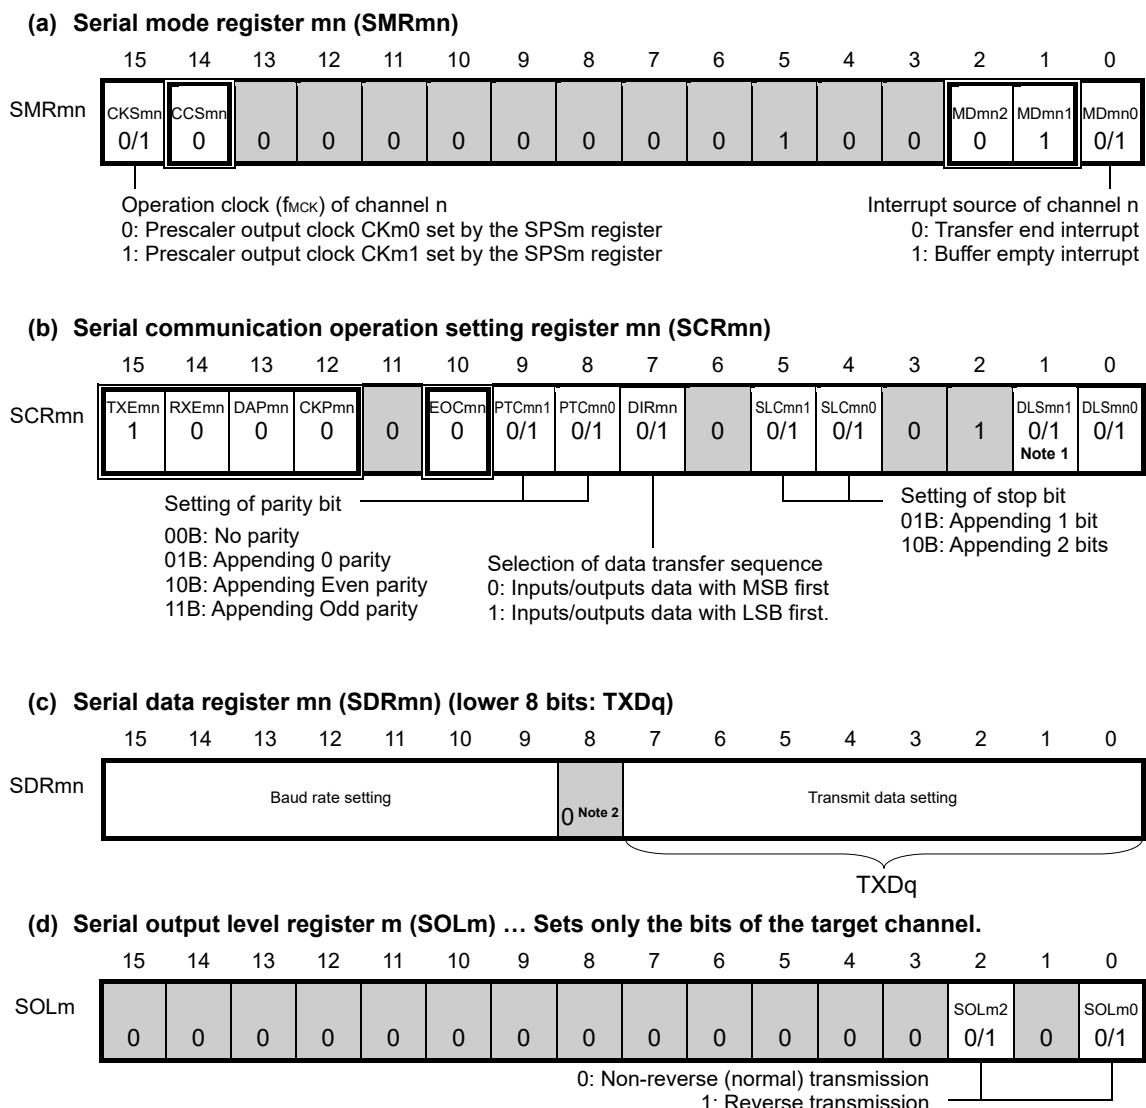 (a) Serial mode register mn (SMRmn)
15 14 13 12 11 10 9 8 7 6 5 4 3 2 1 0
SMRmn CKSmn CCSmn MDmn2 MDmn1 MDmn0
0/1 0 0 0 0 0 0 0 0 0 1 0 0 0 1 0/1
Operation clock (fMCK) of channel n
0: Prescaler output clock CKm0 set by the SPSm register
1: Prescaler output clock CKm1 set by the SPSm register
Interrupt source of channel n
0: Transfer end interrupt
1: Buffer empty interrupt
(b) Serial communication operation setting register mn (SCRmn)
15 14 13 12 11 10 9 8 7 6 5 4 3 2 1 0
SCRmn TXEmn RXEmn DAPmn CKPmn EOCmn PTCmn1 PTCmn0 DIRmn SLCmn1 SLCmn0 DLSmn1 DLSmn0
1 0 0 0 0 0 0/1 0/1 0/1 0 0/1 0/1 0 1 0/1 0/1
Note 1
Setting of parity bit
00B: No parity
01B: Appending 0 parity
10B: Appending Even parity
11B: Appending Odd parity
Selection of data transfer sequence
0: Inputs/outputs data with MSB first
1: Inputs/outputs data with LSB first.
Setting of stop bit
01B: Appending 1 bit
10B: Appending 2 bits
(c) Serial data register mn (SDRmn) (lower 8 bits: TXDq)
15 14 13 12 11 10 9 8 7 6 5 4 3 2 1 0
SDRmn Baud rate setting 0 Note 2 Transmit data setting
TXDq
(d) Serial output level register m (SOLm) … Sets only the bits of the target channel.
15 14 13 12 11 10 9 8 7 6 5 4 3 2 1 0
SOLm SOLm2 SOLm0
0 0 0 0 0 0 0 0 0 0 0 0 0 0/1 0 0/1
0: Non-reverse (normal) transmission
1: Reverse transmission